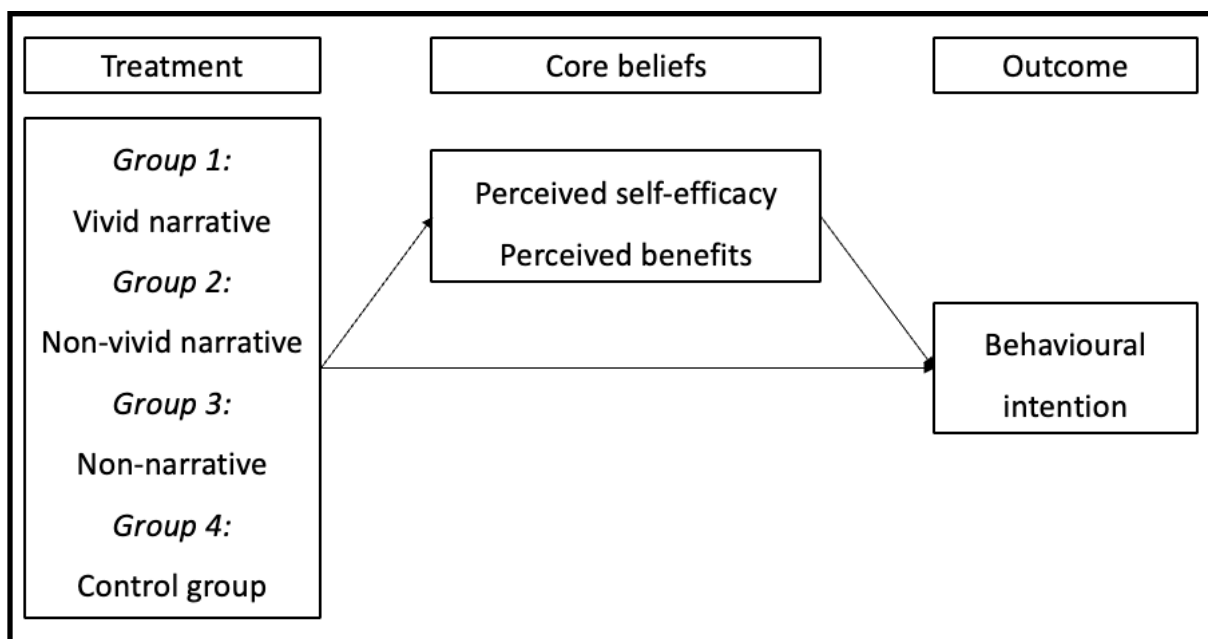 Treatment
Core beliefs
Outcome
Group 1:
Vivid narrative
Group 2:
Non-vivid narrative
Group 3:
Non-narrative
Group 4:
Control group
Perceived self-efficacy
Perceived benefits
Behavioural
intention